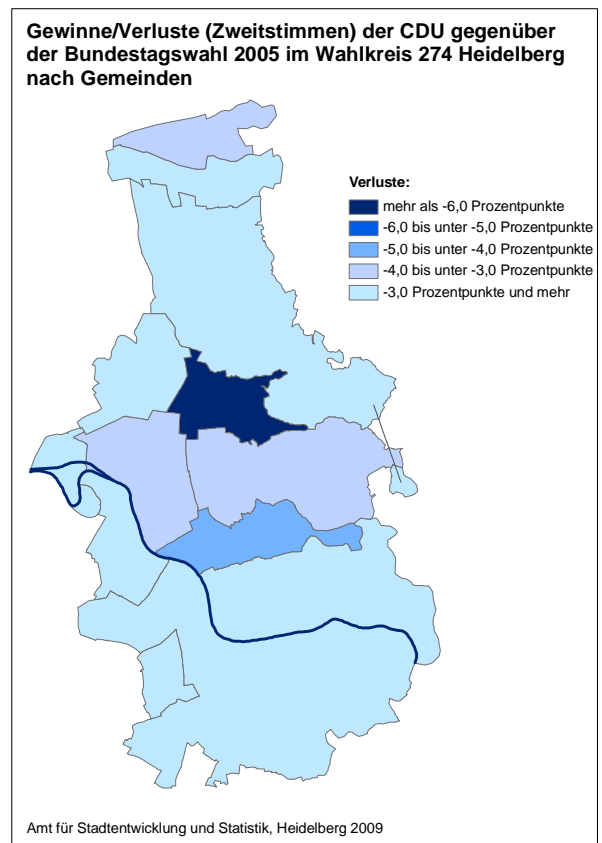 Gewinne/Verluste (Zweitstimmen) der CDU gegenüber
der Bundestagswahl 2005 im Wahlkreis 274 Heidelberg
nach Gemeinden
Verluste:
mehr als -6,0 Prozentpunkte
-6,0 bis unter -5,0 Prozentpunkte
-5,0 bis unter -4,0 Prozentpunkte
-4,0 bis unter -3,0 Prozentpunkte
-3,0 Prozentpunkte und mehr
Amt für Stadtentwicklung und Statistik, Heidelberg 2009